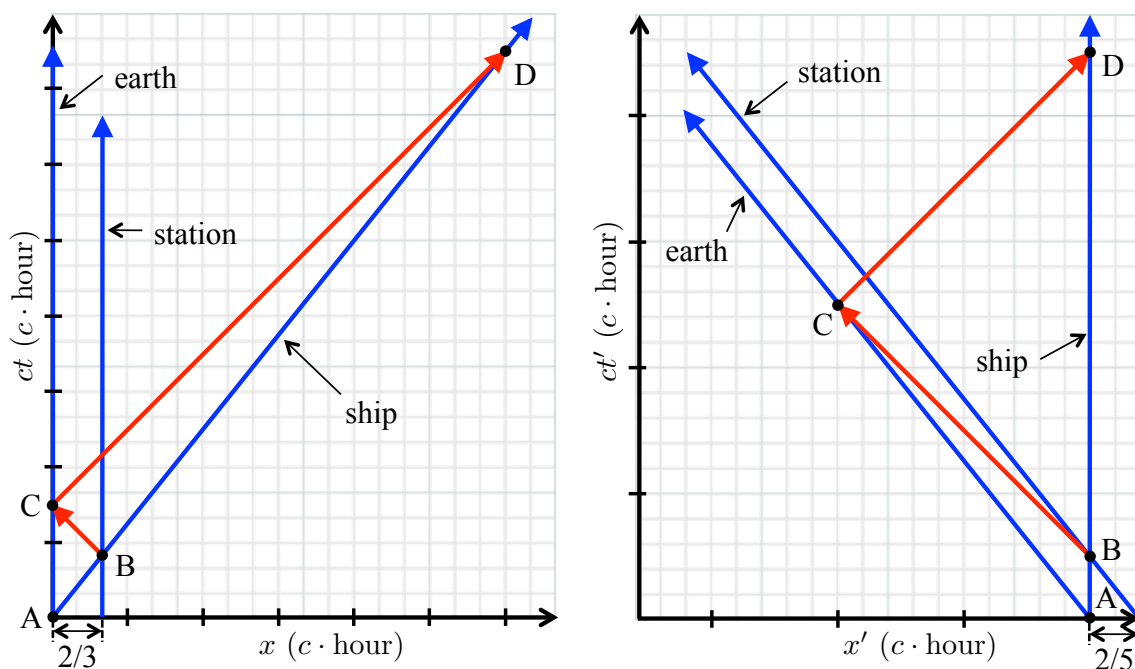 earth
D
station
ct (c · hour)
ship
C
B
A
x (c · hour)
2/3
D
station
earth
ct′ (c · hour)
C
ship
B
A
x′ (c · hour)
2/5